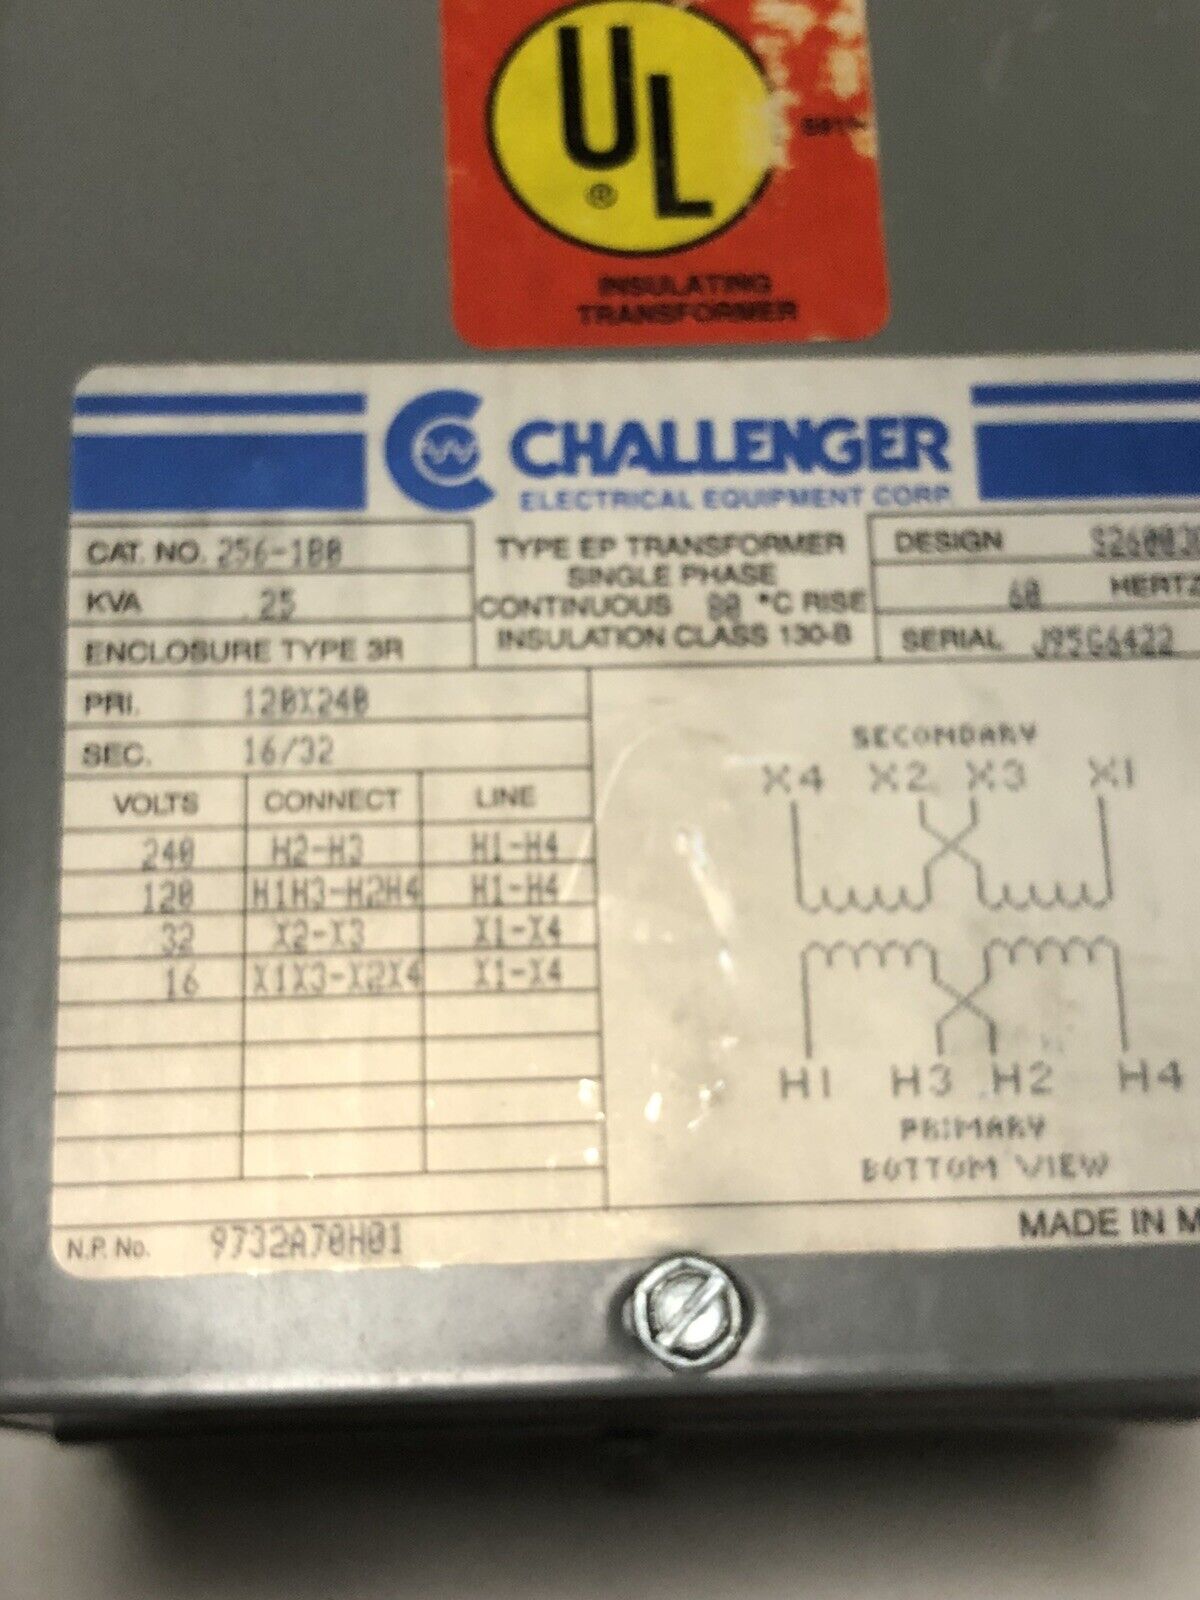 UL
®
INSULATING
TRANSFORMER
CHALLENGER
ELECTRICAL EQUIPMENT CORP.
CAT. NO. 256-100
KVA .25
ENCLOSURE TYPE 3R
TYPE EP TRANSFORMER
SINGLE PHASE
CONTINUOUS 80 °C RISE
INSULATION CLASS 130-B
DESIGN
60 HERTZ
SERIAL J95G6422
PRI. 120X240
SEC. 16/32
VOLTS CONNECT LINE
240 H2-H3 H1-H4
120 H1H3-H2H4 H1-H4
32 X2-X3 X1-X4
16 X1X3-X2X4 X1-X4
SECONDARY
X4 X2 X3 X1
H1 H3 H2 H4
PRIMARY
BOTTOM VIEW
N.P. No. 9732A70H01
MADE IN M